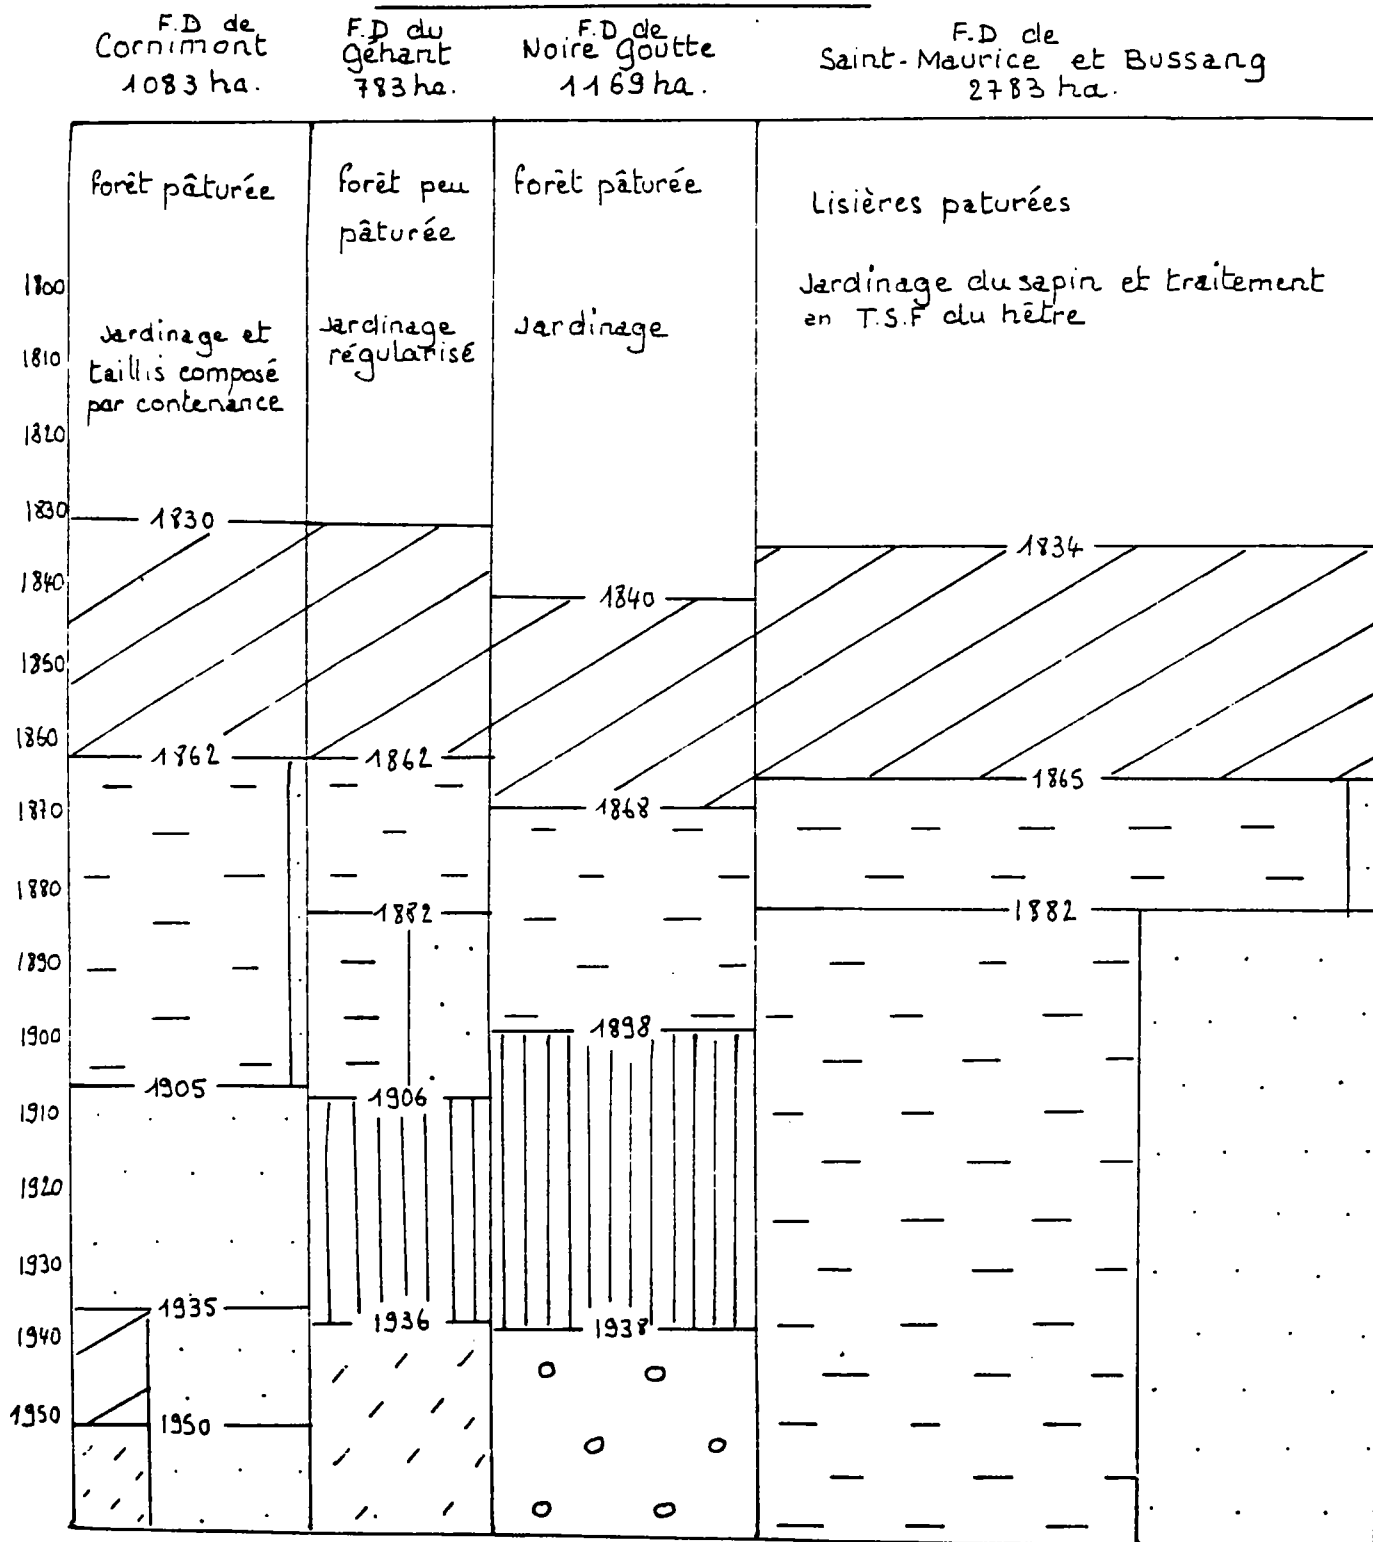 F.D de
Cornimont
1083 ha.
F.D du
Géhant
783 ha.
F.D de
Noire Goutte
1169 ha.
F.D de
Saint-Maurice et Bussang
2783 ha.
forêt pâturée
Jardinage et
taillis composé
par contenance
forêt peu
pâturée
Jardinage
régularisé
forêt pâturée
Jardinage
Lisières paturées
Jardinage du sapin et traitement
en T.S.F du hêtre
1800
1810
1820
1830
1840
1850
1860
1870
1880
1890
1900
1910
1920
1930
1940
1950
1830
1862
1905
1935
1950
1862
1882
1906
1936
1840
1868
1898
1938
1834
1865
1882